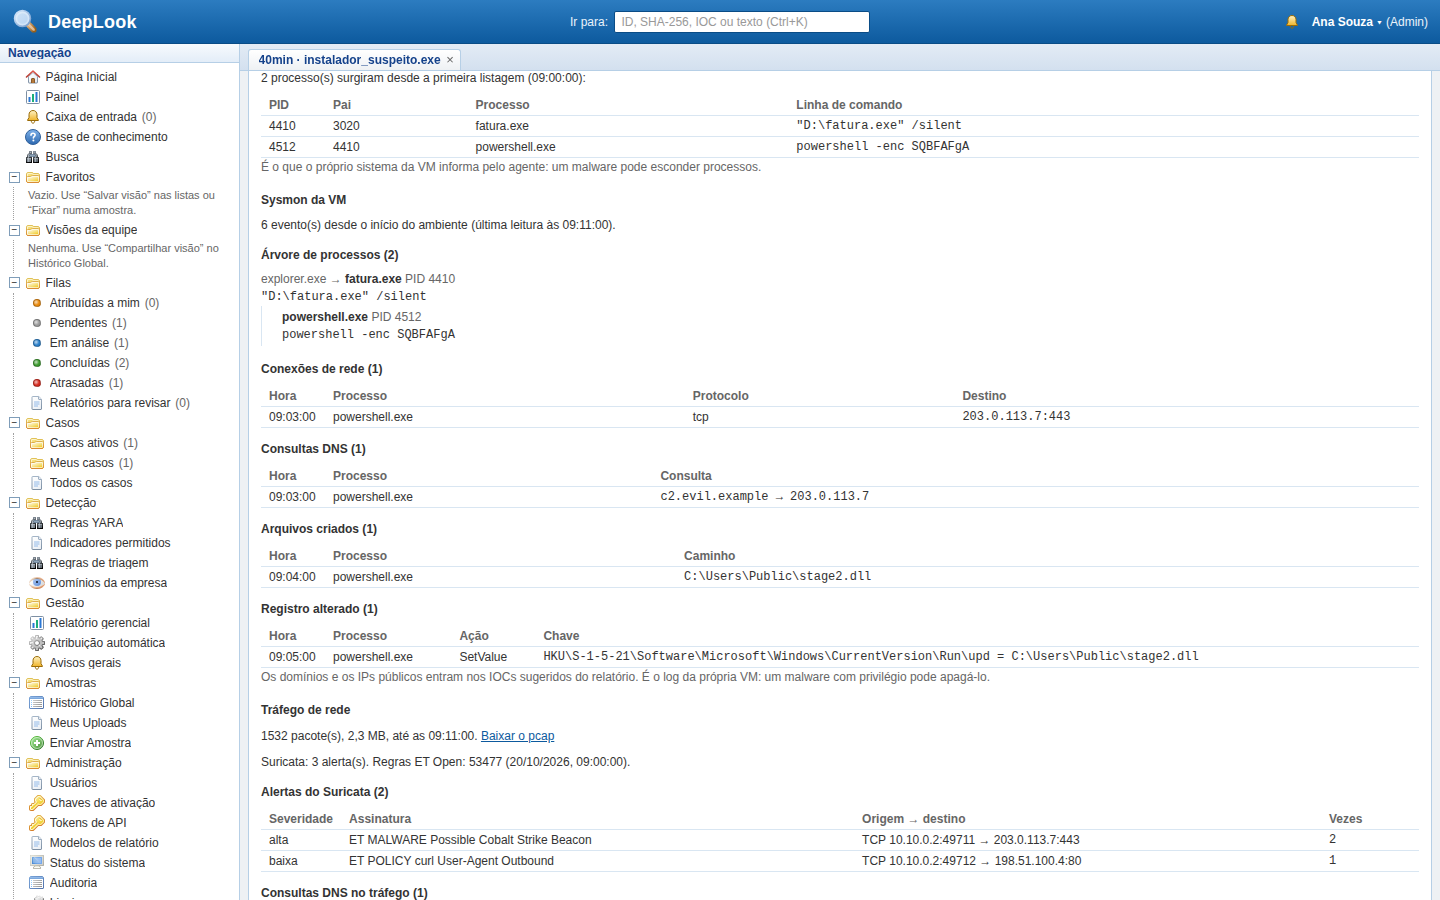 DeepLook
Ir para: ID, SHA-256, IOC ou texto (Ctrl+K)
Ana Souza (Admin)
Navegação
Página Inicial
Painel
Caixa de entrada (0)
Base de conhecimento
Busca
Favoritos
Vazio. Use “Salvar visão” nas listas ou
“Fixar” numa amostra.
Visões da equipe
Nenhuma. Use “Compartilhar visão” no
Histórico Global.
Filas
Atribuídas a mim (0)
Pendentes (1)
Em análise (1)
Concluídas (2)
Atrasadas (1)
Relatórios para revisar (0)
Casos
Casos ativos (1)
Meus casos (1)
Todos os casos
Detecção
Regras YARA
Indicadores permitidos
Regras de triagem
Domínios da empresa
Gestão
Relatório gerencial
Atribuição automática
Avisos gerais
Amostras
Histórico Global
Meus Uploads
Enviar Amostra
Administração
Usuários
Chaves de ativação
Tokens de API
Modelos de relatório
Status do sistema
Auditoria
40min · instalador_suspeito.exe ×
2 processo(s) surgiram desde a primeira listagem (09:00:00):
PID Pai Processo Linha de comando
4410 3020 fatura.exe "D:\fatura.exe" /silent
4512 4410 powershell.exe powershell -enc SQBFAFgA
É o que o próprio sistema da VM informa pelo agente: um malware pode esconder processos.
Sysmon da VM
6 evento(s) desde o início do ambiente (última leitura às 09:11:00).
Árvore de processos (2)
explorer.exe → fatura.exe PID 4410
"D:\fatura.exe" /silent
powershell.exe PID 4512
powershell -enc SQBFAFgA
Conexões de rede (1)
Hora Processo Protocolo Destino
09:03:00 powershell.exe tcp 203.0.113.7:443
Consultas DNS (1)
Hora Processo Consulta
09:03:00 powershell.exe c2.evil.example → 203.0.113.7
Arquivos criados (1)
Hora Processo Caminho
09:04:00 powershell.exe C:\Users\Public\stage2.dll
Registro alterado (1)
Hora Processo Ação Chave
09:05:00 powershell.exe SetValue HKU\S-1-5-21\Software\Microsoft\Windows\CurrentVersion\Run\upd = C:\Users\Public\stage2.dll
Os domínios e os IPs públicos entram nos IOCs sugeridos do relatório. É o log da própria VM: um malware com privilégio pode apagá-lo.
Tráfego de rede
1532 pacote(s), 2,3 MB, até as 09:11:00. Baixar o pcap
Suricata: 3 alerta(s). Regras ET Open: 53477 (20/10/2026, 09:00:00).
Alertas do Suricata (2)
Severidade Assinatura Origem → destino Vezes
alta ET MALWARE Possible Cobalt Strike Beacon TCP 10.10.0.2:49711 → 203.0.113.7:443 2
baixa ET POLICY curl User-Agent Outbound TCP 10.10.0.2:49712 → 198.51.100.4:80 1
Consultas DNS no tráfego (1)